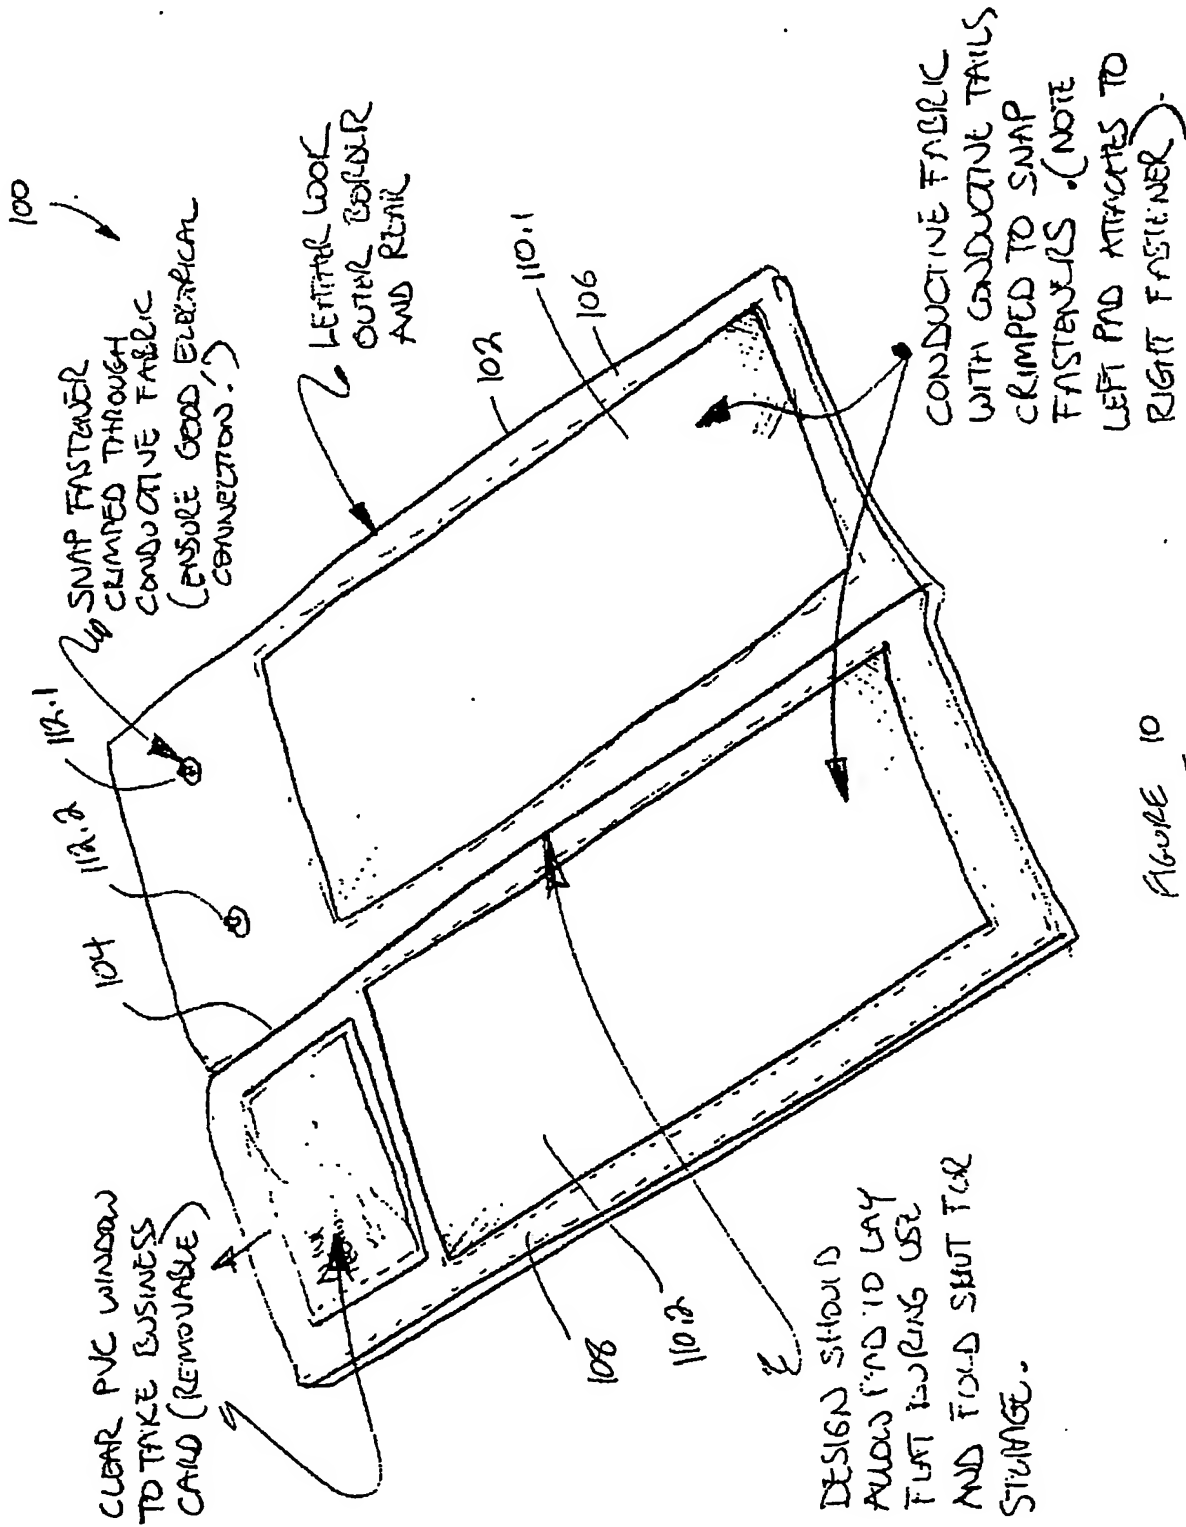 100
SNAP FASTENER
CRIMPED THROUGH
CONDUCTIVE FABRIC
(ENSURE GOOD ELECTRICAL
CONNECTION!)
LEATHER LOOK
OUTER BORDER
AND REAR
112.1
112.2
104
102
110.1
106
CLEAR PVC WINDOW
TO TAKE BUSINESS
CARD (REMOVABLE)
108
110.2
CONDUCTIVE FABRIC
WITH CONDUCTIVE TAILS
CRIMPED TO SNAP
FASTENERS. (NOTE
LEFT PAD ATTACHES TO
RIGHT FASTENER).
DESIGN SHOULD
ALLOW PAD TO LAY
FLAT DURING USE
AND FOLD SHUT FOR
STORAGE.
FIGURE 10